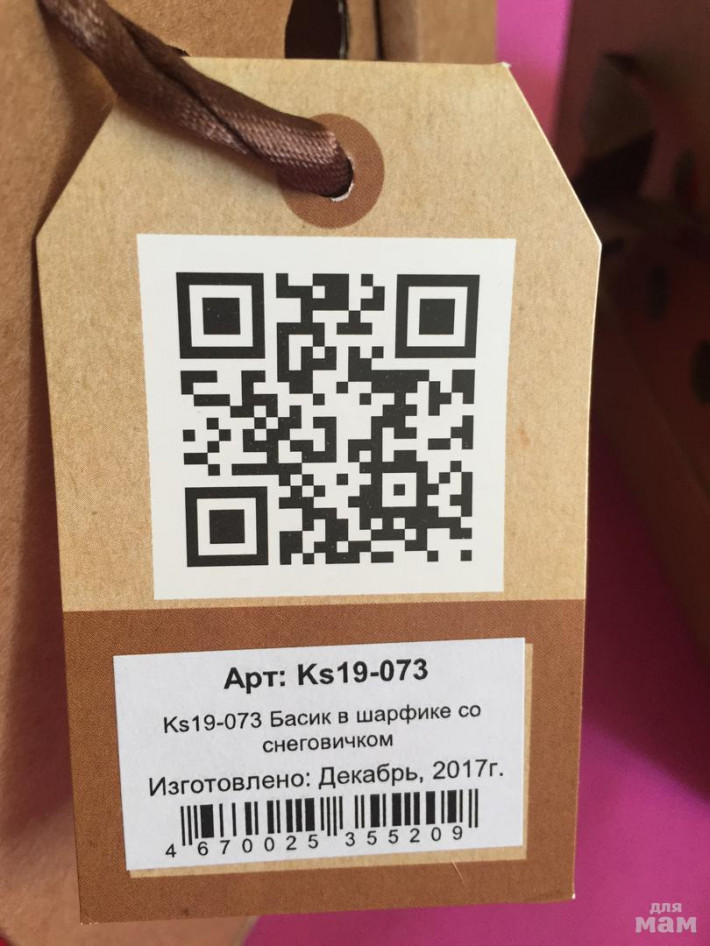 Арт: Ks19-073
Ks19-073 Басик в шарфике со
снеговичком
Изготовлено: Декабрь, 2017г.
4 670025 355209
для
мам